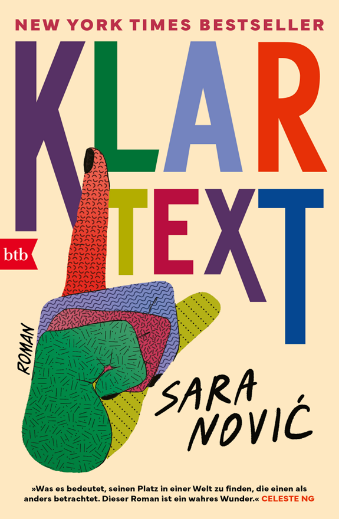 NEW YORK TIMES BESTSELLER
KLAR
TEXT
btb
ROMAN
SARA
NOVIĆ
»Was es bedeutet, seinen Platz in einer Welt zu finden, die einen als
anders betrachtet. Dieser Roman ist ein wahres Wunder.« CELESTE NG